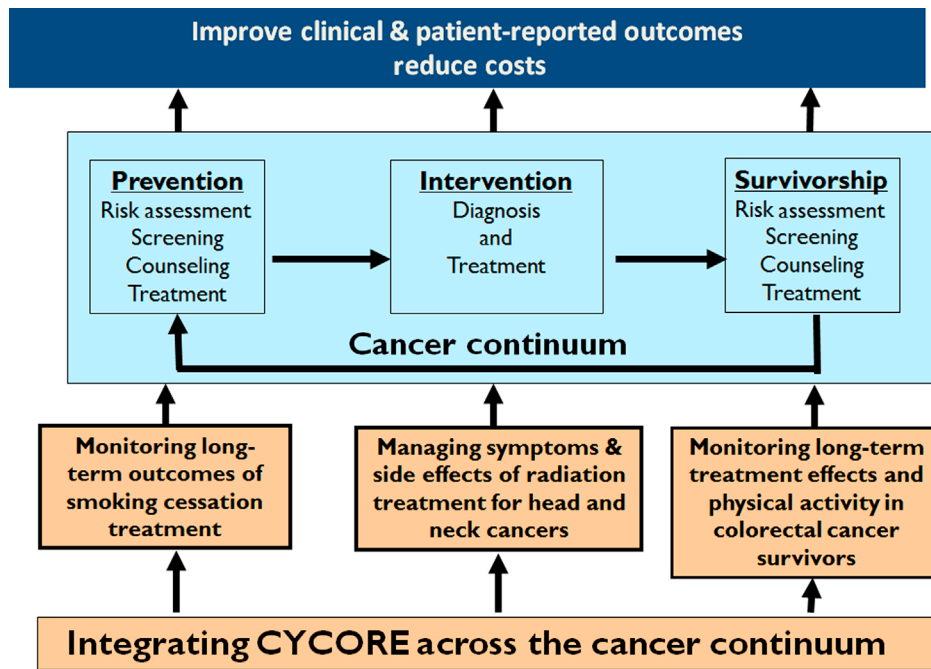 Improve clinical & patient-reported outcomes
reduce costs
Prevention
Risk assessment
Screening
Counseling
Treatment
Intervention
Diagnosis
and
Treatment
Survivorship
Risk assessment
Screening
Counseling
Treatment
Cancer continuum
Monitoring long-
term outcomes of
smoking cessation
treatment
Managing symptoms &
side effects of radiation
treatment for head and
neck cancers
Monitoring long-term
treatment effects and
physical activity in
colorectal cancer
survivors
Integrating CYCORE across the cancer continuum